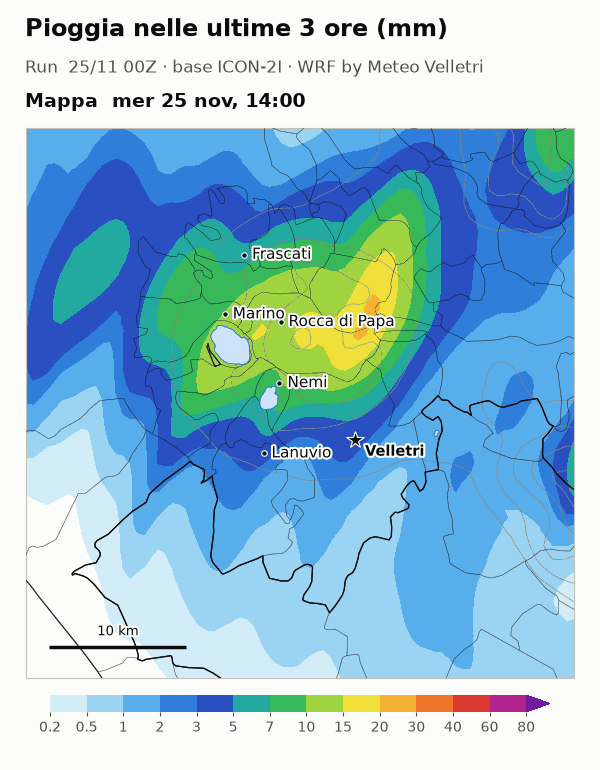 Pioggia nelle ultime 3 ore (mm)
Run  25/11 00Z · base ICON-2I · WRF by Meteo Velletri
Mappa  mer 25 nov, 14:00
Frascati
Marino
Rocca di Papa
Nemi
Velletri
Lanuvio
10 km
0.2 0.5 1 2 3 5 7 10 15 20 30 40 60 80